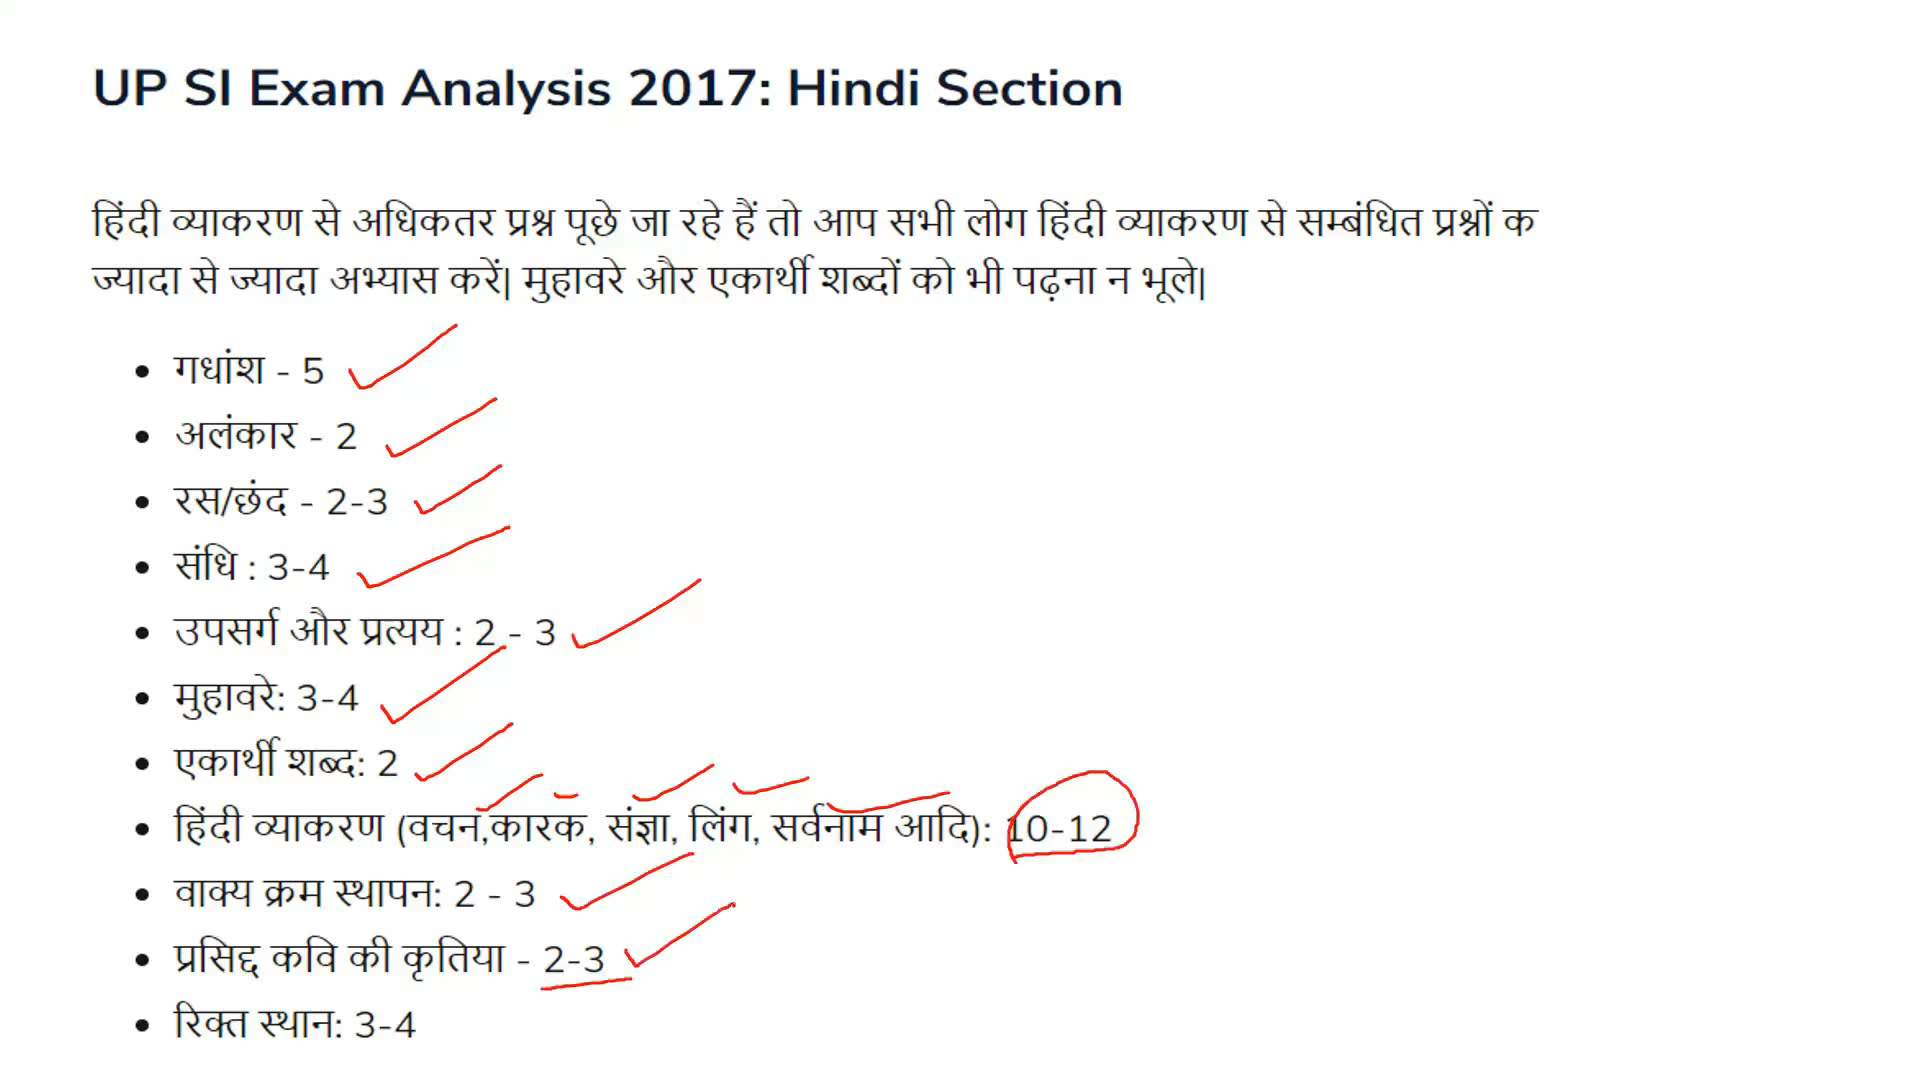 UP SI Exam Analysis 2017: Hindi Section
हिंदी व्याकरण से अधिकतर प्रश्न पूछे जा रहे हैं तो आप सभी लोग हिंदी व्याकरण से सम्बंधित प्रश्नों क
ज्यादा से ज्यादा अभ्यास करें| मुहावरे और एकार्थी शब्दों को भी पढ़ना न भूले|
• गधांश - 5
• अलंकार - 2
• रस/छंद - 2-3
• संधि : 3-4
• उपसर्ग और प्रत्यय : 2 - 3
• मुहावरे: 3-4
• एकार्थी शब्द: 2
• हिंदी व्याकरण (वचन,कारक, संज्ञा, लिंग, सर्वनाम आदि): 10-12
• वाक्य क्रम स्थापन: 2 - 3
• प्रसिद्द कवि की कृतिया - 2-3
• रिक्त स्थान: 3-4